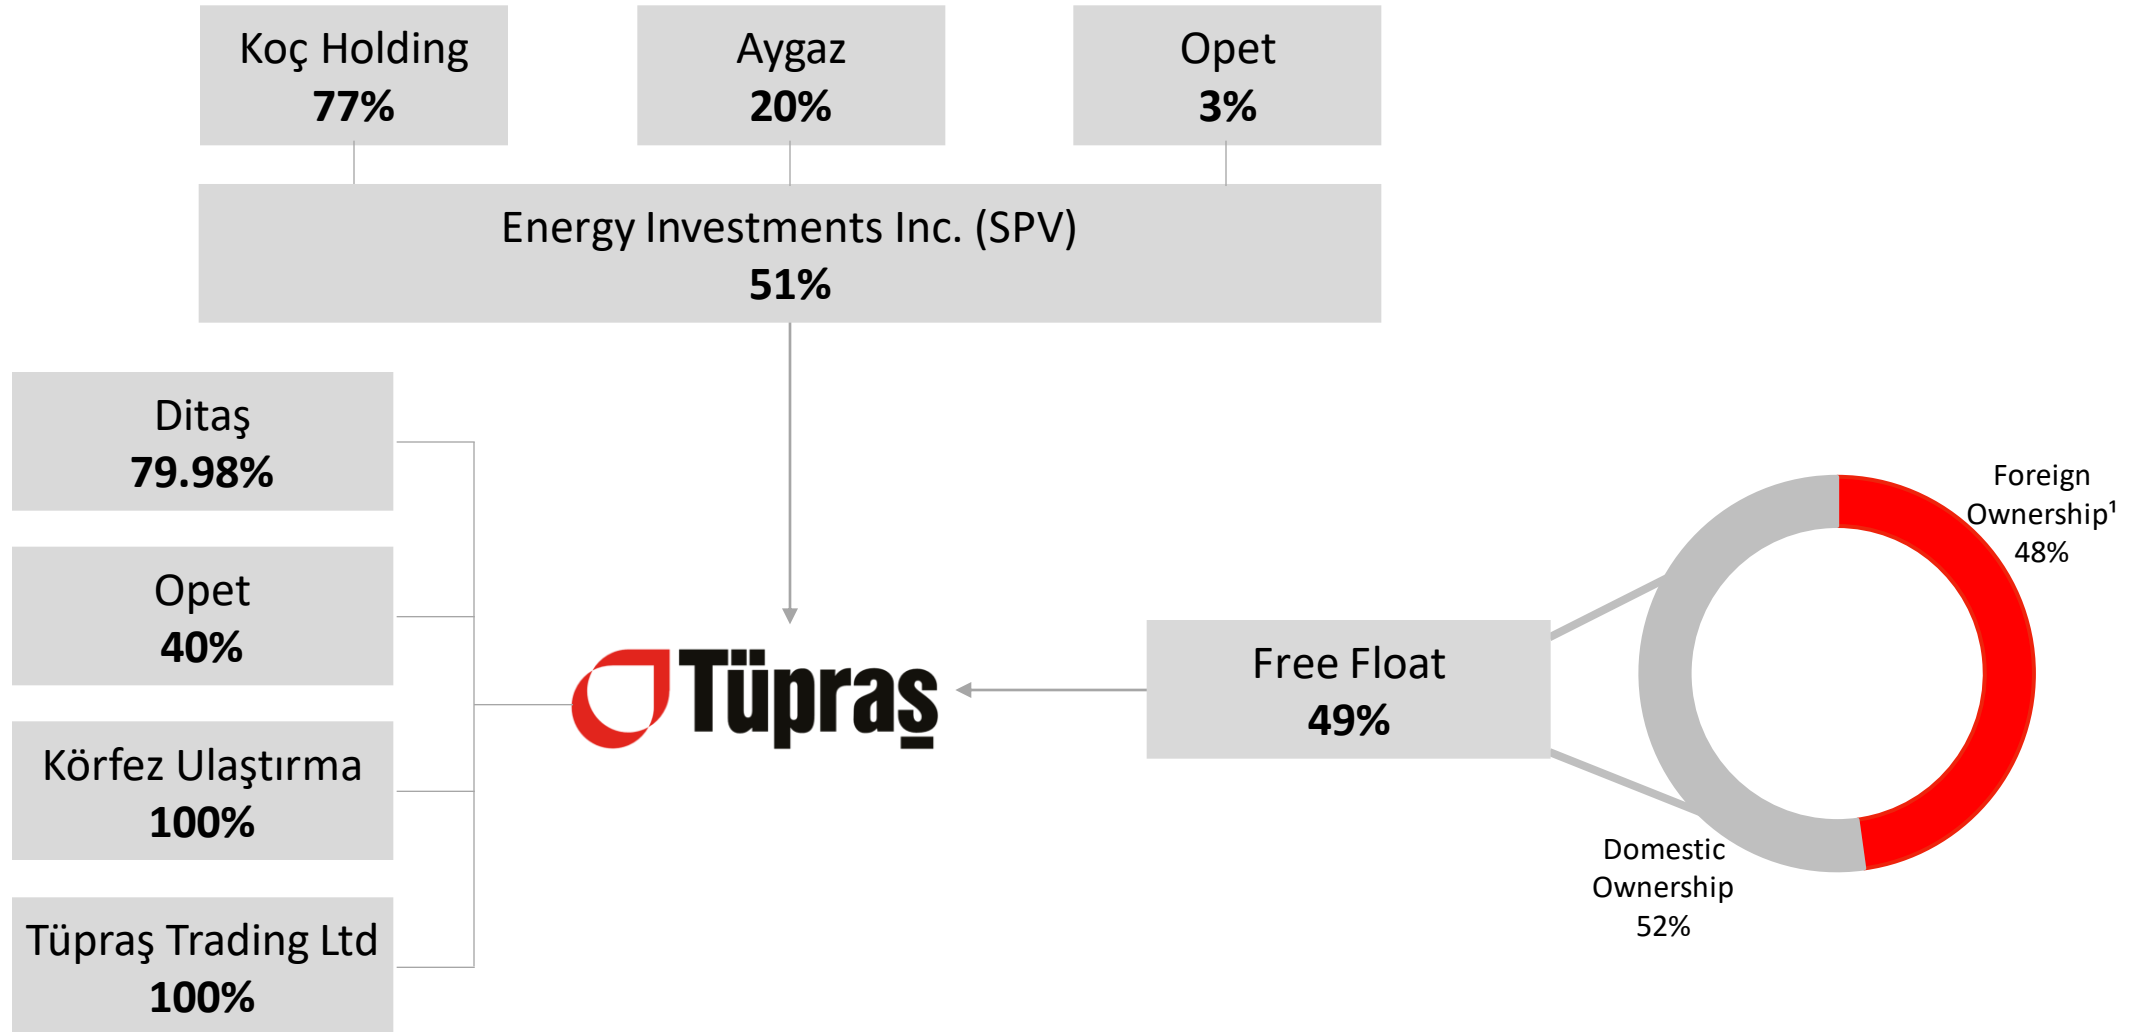 Koç Holding
77%
Aygaz
20%
Opet
3%
Energy Investments Inc. (SPV)
51%
Ditaş
79.98%
Opet
40%
Körfez Ulaştırma
100%
Tüpraş Trading Ltd
100%
Tüpraş
Free Float
49%
Foreign
Ownership¹
48%
Domestic
Ownership
52%